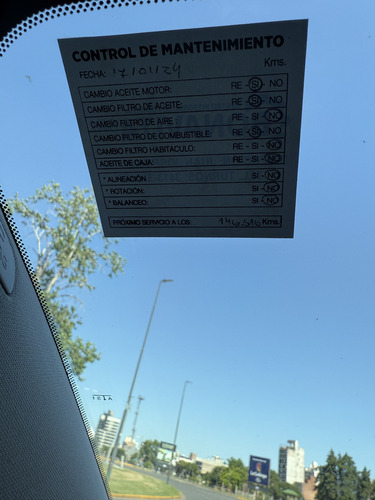 CONTROL DE MANTENIMIENTO
FECHA: 17/01/24 Kms.
CAMBIO ACEITE MOTOR: RE - SI - NO
CAMBIO FILTRO DE ACEITE: RE - SI - NO
CAMBIO FILTRO DE AIRE: RE - SI - NO
CAMBIO FILTRO DE COMBUSTIBLE: RE - SI - NO
CAMBIO FILTRO HABITACULO: RE - SI - NO
ACEITE DE CAJA: RE - SI - NO
* ALINEACIÓN: SI - NO
* ROTACIÓN: SI - NO
* BALANCEO: SI - NO
PRÓXIMO SERVICIO A LOS: 146.516 Kms.